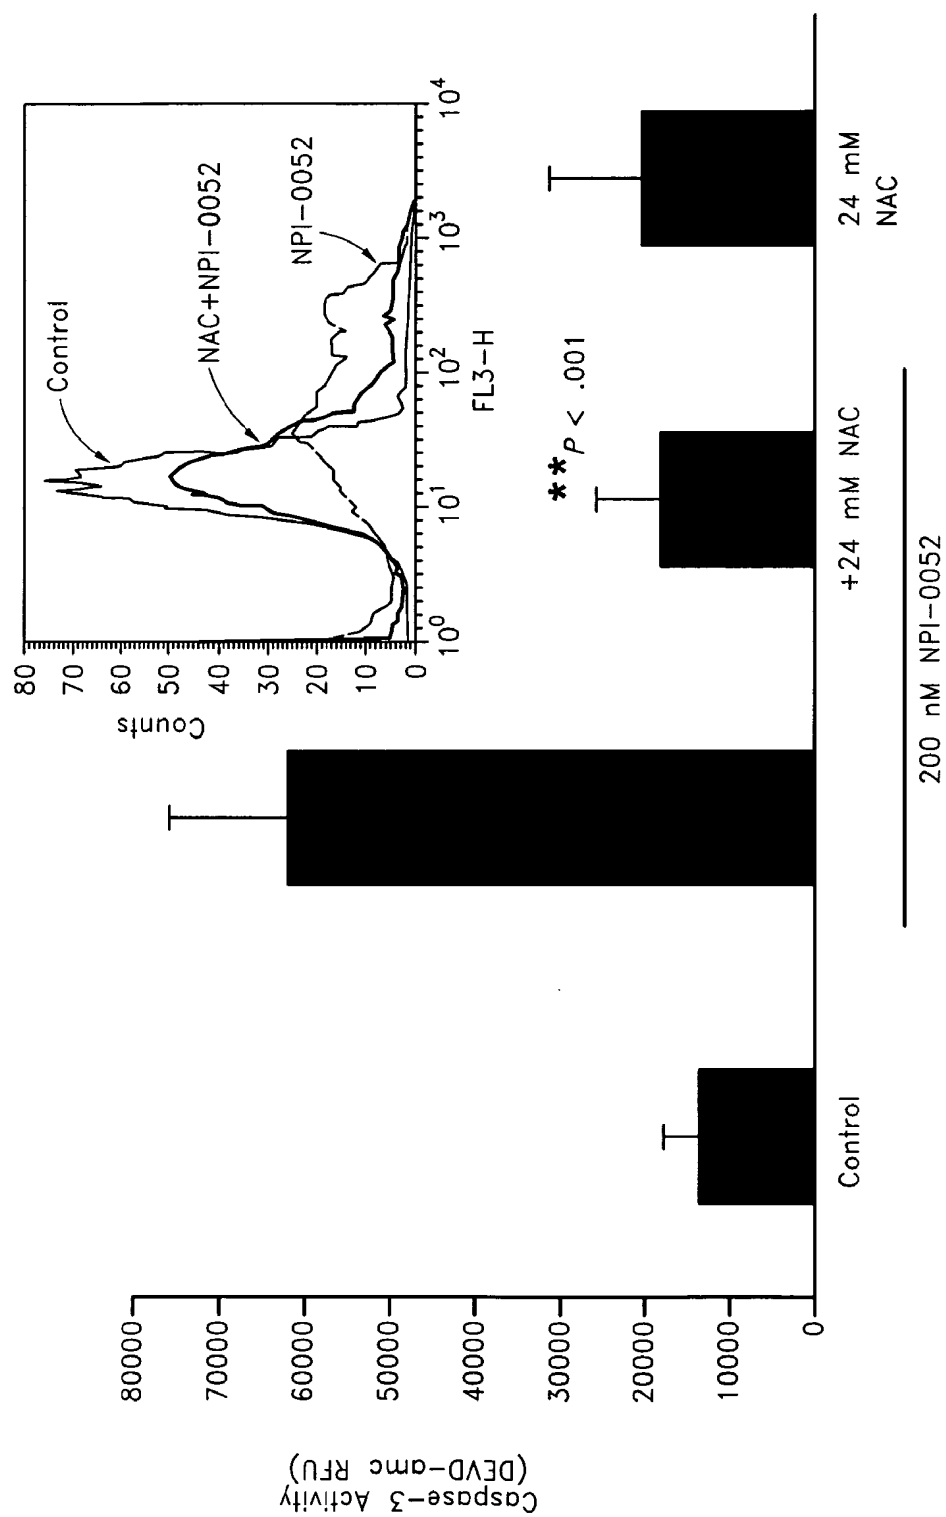 Caspase-3 Activity
(DEVD-amc RFU)
80000
70000
60000
50000
40000
30000
20000
10000
0
Counts
80
70
60
50
40
30
20
10
0
10^0
10^1
10^2
10^3
10^4
FL3-H
Control
NAC+NPI-0052
NPI-0052
**P < .001
Control
+24 mM NAC
24 mM
NAC
200 nM NPI-0052